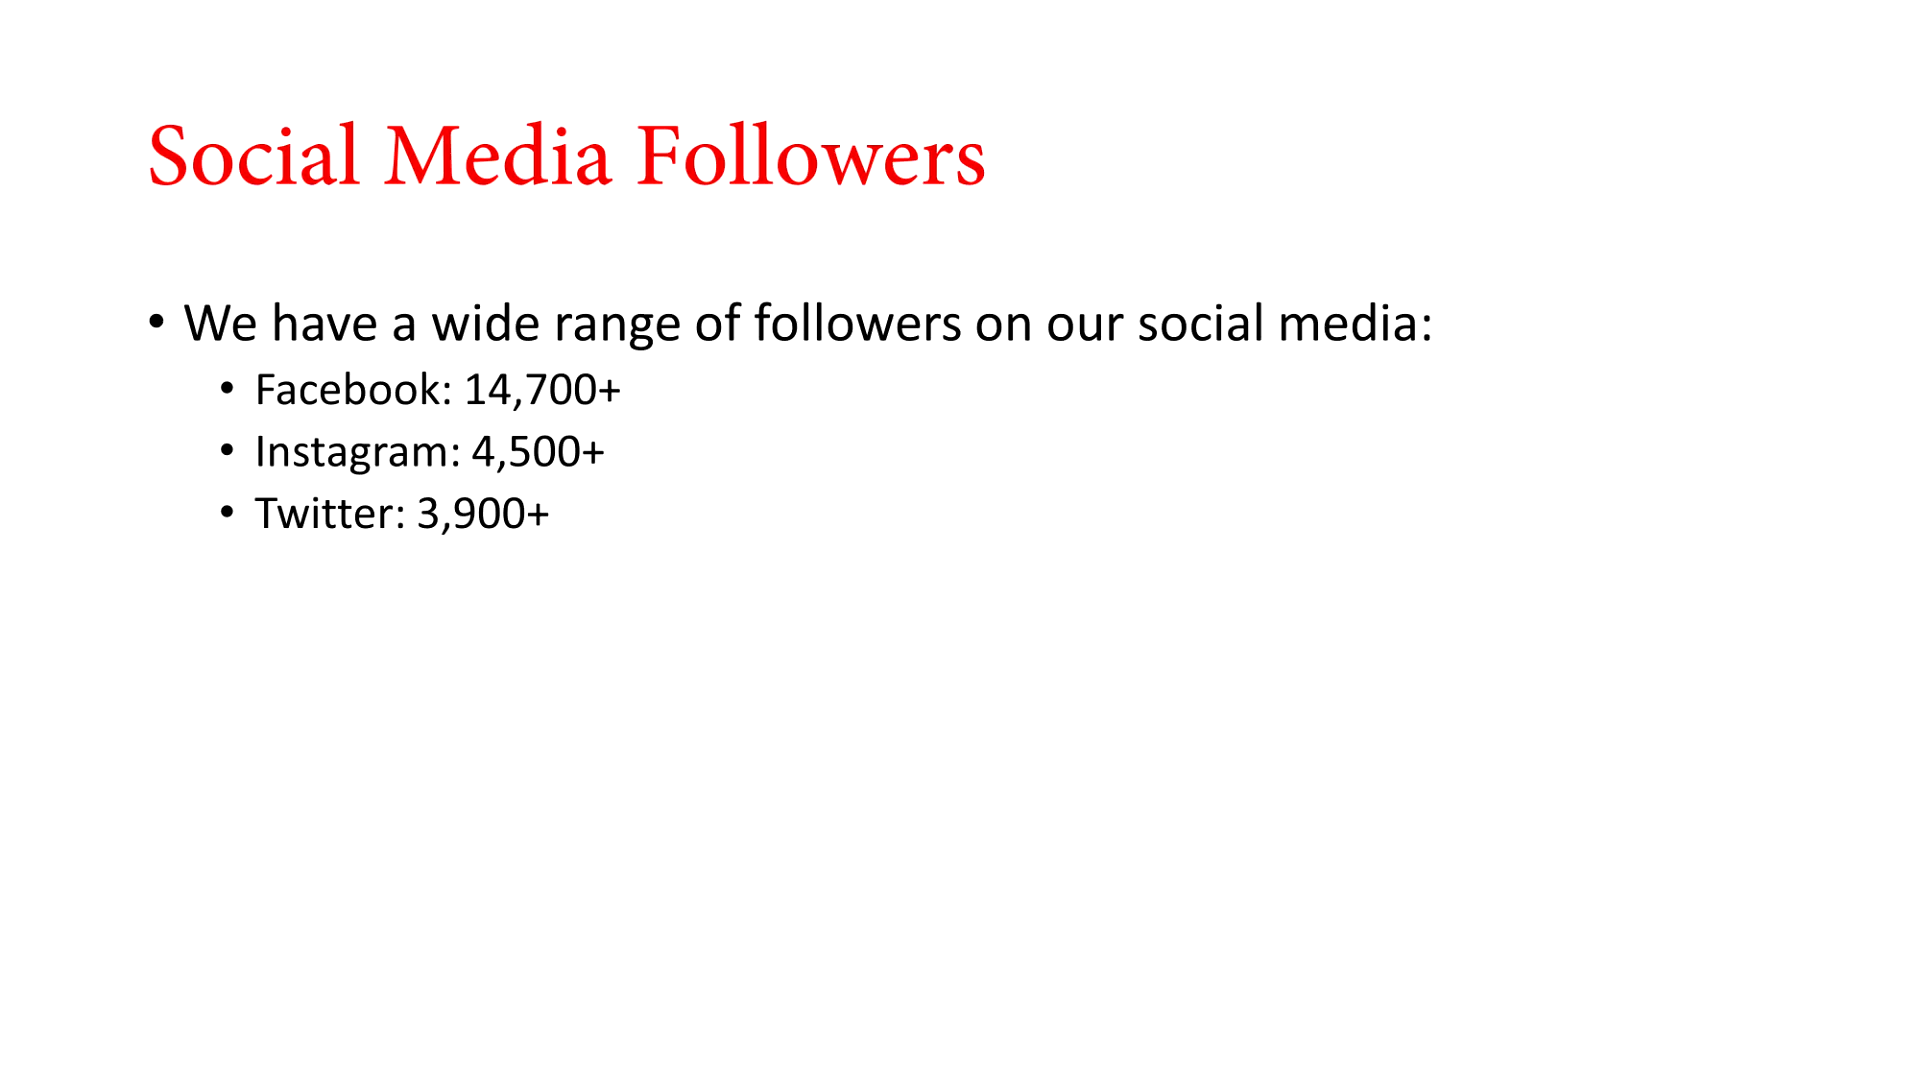 Social Media Followers
• We have a wide range of followers on our social media:
• Facebook: 14,700+
• Instagram: 4,500+
• Twitter: 3,900+